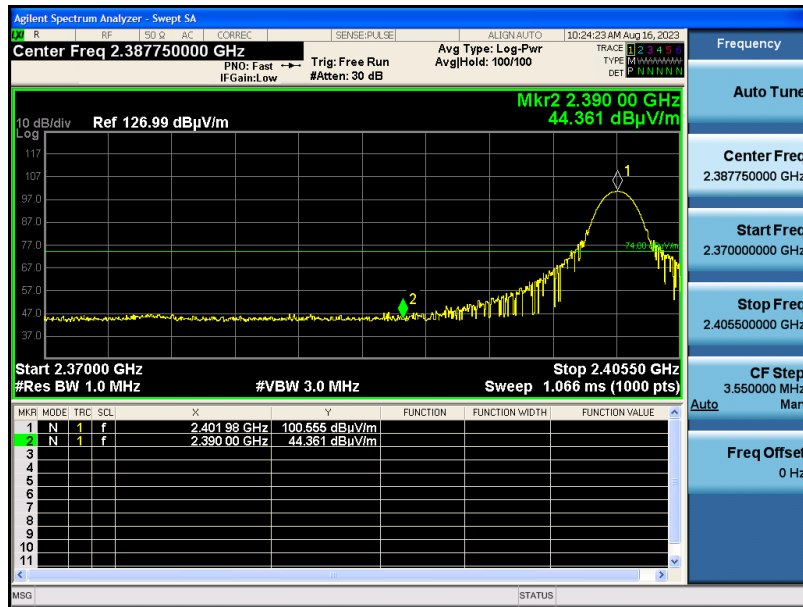 Agilent Spectrum Analyzer - Swept SA
LXI R RF 50 Ω AC CORREC SENSE:PULSE ALIGN AUTO 10:24:23 AM Aug 16, 2023
Center Freq 2.387750000 GHz
PNO: Fast
IFGain:Low
Trig: Free Run
#Atten: 30 dB
Avg Type: Log-Pwr
Avg|Hold: 100/100
TRACE 1 2 3 4 5 6
TYPE M W W W W W
DET P N N N N N
Mkr2 2.390 00 GHz
44.361 dBµV/m
10 dB/div Ref 126.99 dBµV/m
Log
117
107
97.0
87.0
77.0
67.0
57.0
47.0
37.0
1
2
74.00 dBµV/m
Start 2.37000 GHz Stop 2.40550 GHz
#Res BW 1.0 MHz #VBW 3.0 MHz Sweep 1.066 ms (1000 pts)
MKR MODE TRC SCL X Y FUNCTION FUNCTION WIDTH FUNCTION VALUE
1 N 1 f 2.401 98 GHz 100.555 dBµV/m
2 N 1 f 2.390 00 GHz 44.361 dBµV/m
3
4
5
6
7
8
9
10
11
MSG STATUS
Frequency
Auto Tune
Center Freq
2.387750000 GHz
Start Freq
2.370000000 GHz
Stop Freq
2.405500000 GHz
CF Step
3.550000 MHz
Auto Man
Freq Offset
0 Hz